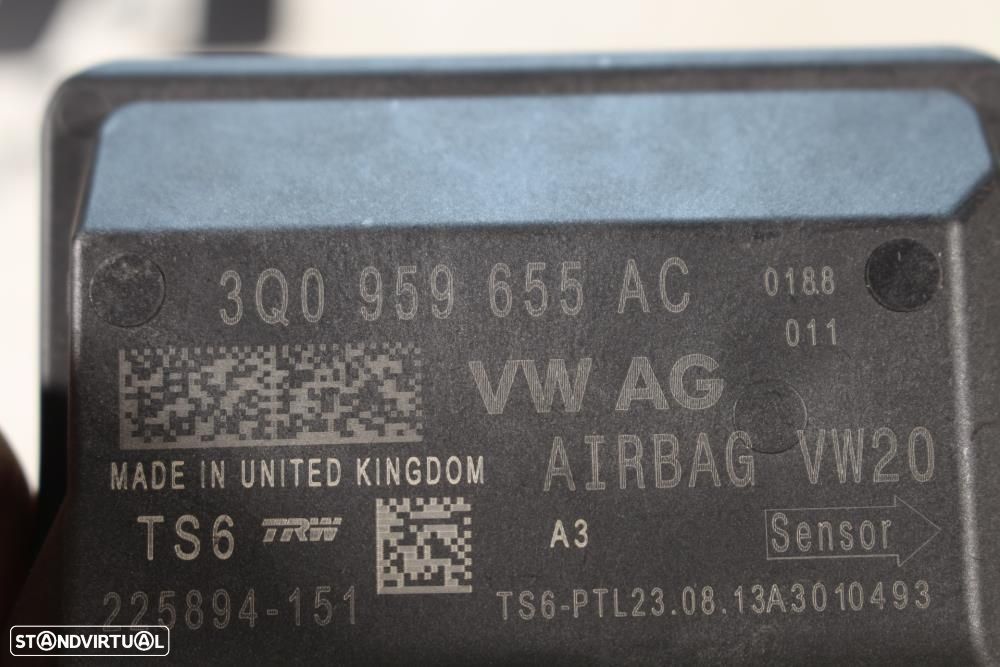 3Q0 959 655 AC
0188
011
VW AG
AIRBAG VW20
MADE IN UNITED KINGDOM
TS6 TRW
A3
Sensor
225894-151
TS6-PTL23.08.13A3010493
STANDVIRTUAL